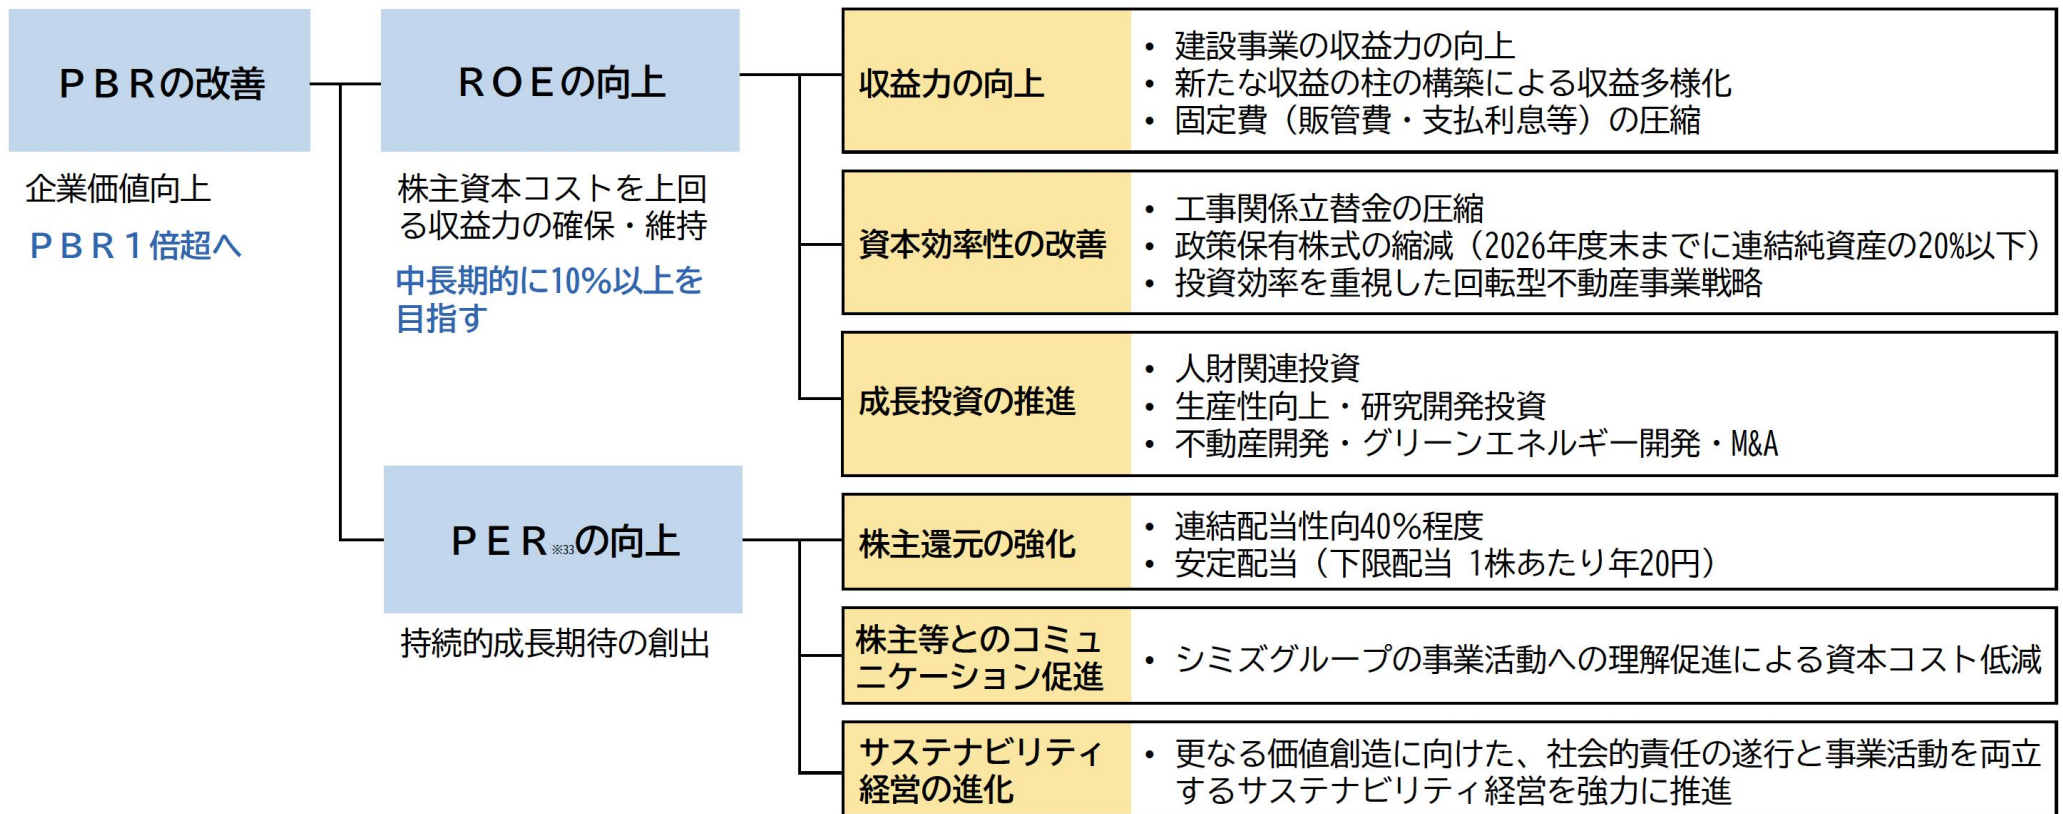 ＰＢＲの改善
企業価値向上
ＰＢＲ１倍超へ
ＲＯＥの向上
株主資本コストを上回
る収益力の確保・維持
中長期的に10％以上を
目指す
収益力の向上
• 建設事業の収益力の向上
• 新たな収益の柱の構築による収益多様化
• 固定費（販管費・支払利息等）の圧縮
資本効率性の改善
• 工事関係立替金の圧縮
• 政策保有株式の縮減（2026年度末までに連結純資産の20%以下）
• 投資効率を重視した回転型不動産事業戦略
成長投資の推進
• 人財関連投資
• 生産性向上・研究開発投資
• 不動産開発・グリーンエネルギー開発・M&A
ＰＥＲ※33の向上
持続的成長期待の創出
株主還元の強化
• 連結配当性向40％程度
• 安定配当（下限配当 1株あたり年20円）
株主等とのコミュ
ニケーション促進
• シミズグループの事業活動への理解促進による資本コスト低減
サステナビリティ
経営の進化
• 更なる価値創造に向けた、社会的責任の遂行と事業活動を両立
するサステナビリティ経営を強力に推進